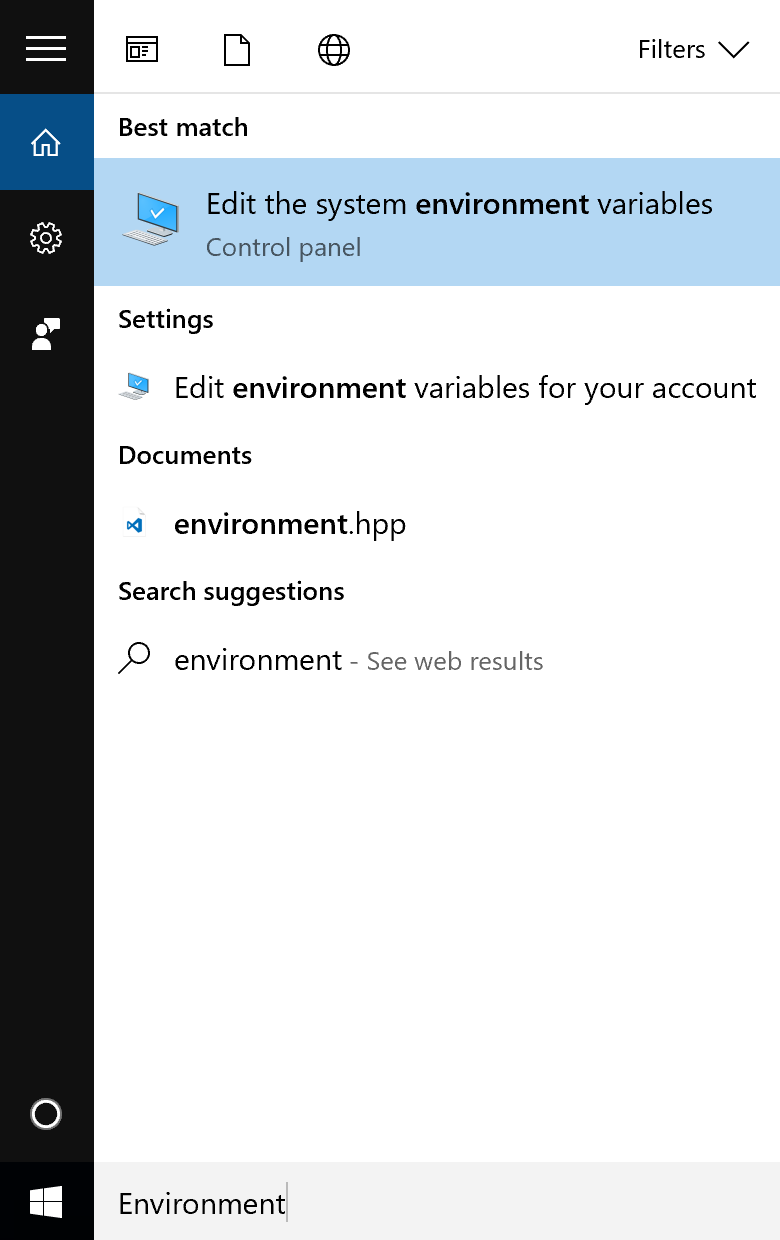 Filters
Best match
Edit the system environment variables
Control panel
Settings
Edit environment variables for your account
Documents
environment.hpp
Search suggestions
environment - See web results
Environment